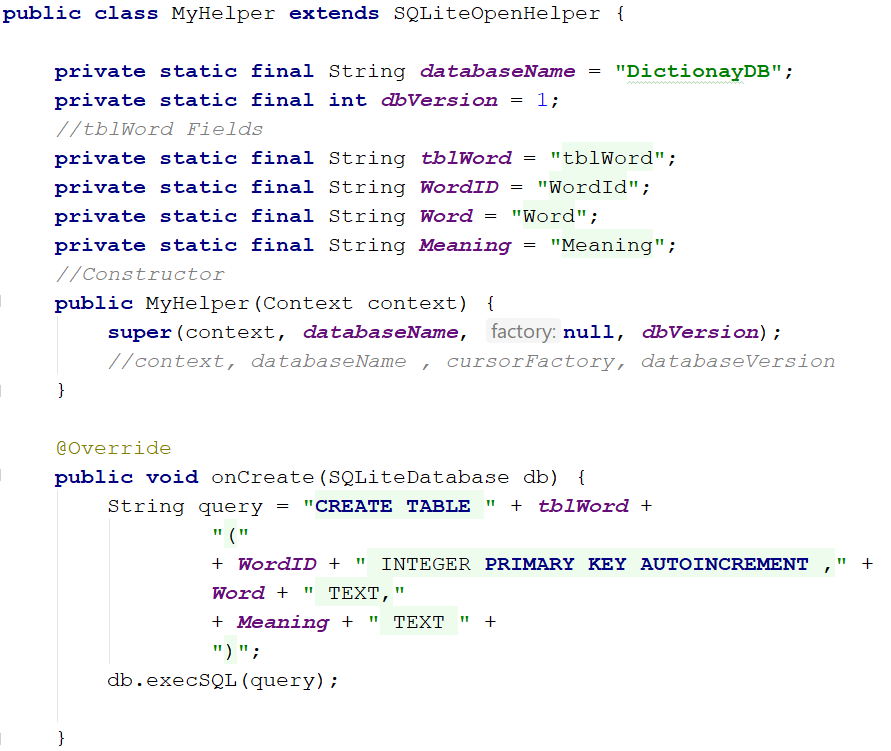 public class MyHelper extends SQLiteOpenHelper {
private static final String databaseName = "DictionayDB";
private static final int dbVersion = 1;
//tblWord Fields
private static final String tblWord = "tblWord";
private static final String WordID = "WordId";
private static final String Word = "Word";
private static final String Meaning = "Meaning";
//Constructor
public MyHelper(Context context) {
super(context, databaseName, factory: null, dbVersion);
//context, databaseName , cursorFactory, databaseVersion
}
@Override
public void onCreate(SQLiteDatabase db) {
String query = "CREATE TABLE " + tblWord +
"("
+ WordID + " INTEGER PRIMARY KEY AUTOINCREMENT ," +
Word + " TEXT,"
+ Meaning + " TEXT " +
")";
db.execSQL(query);
}